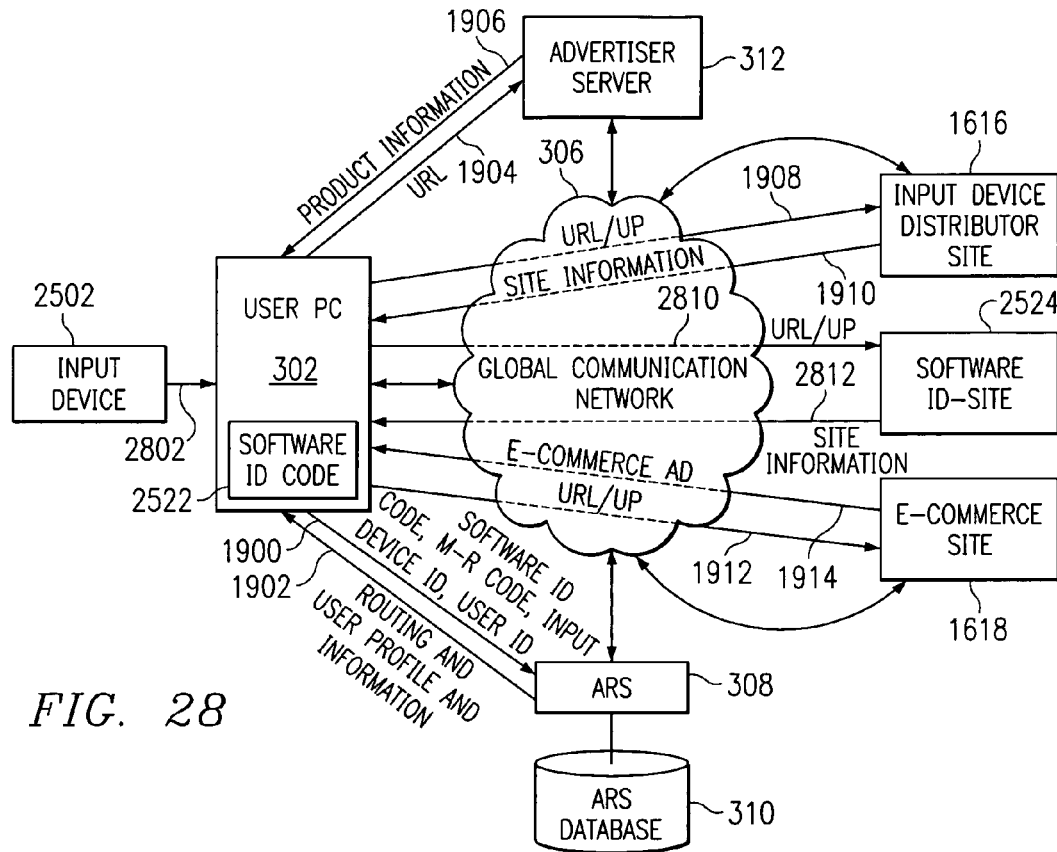 1906
ADVERTISER
SERVER
312
PRODUCT INFORMATION
URL
1904
306
1908
1616
INPUT DEVICE
DISTRIBUTOR
SITE
URL/UP
SITE INFORMATION
1910
2810
2502
INPUT
DEVICE
2802
USER PC
302
SOFTWARE
ID CODE
2522
GLOBAL COMMUNICATION
NETWORK
URL/UP
2524
SOFTWARE
ID-SITE
2812
SITE
INFORMATION
E-COMMERCE AD
URL/UP
1912
1914
E-COMMERCE
SITE
1618
1900
1902
SOFTWARE ID
CODE, M-R CODE, INPUT
DEVICE ID, USER ID
ROUTING AND
USER PROFILE AND
INFORMATION
ARS
308
ARS
DATABASE
310
FIG. 28